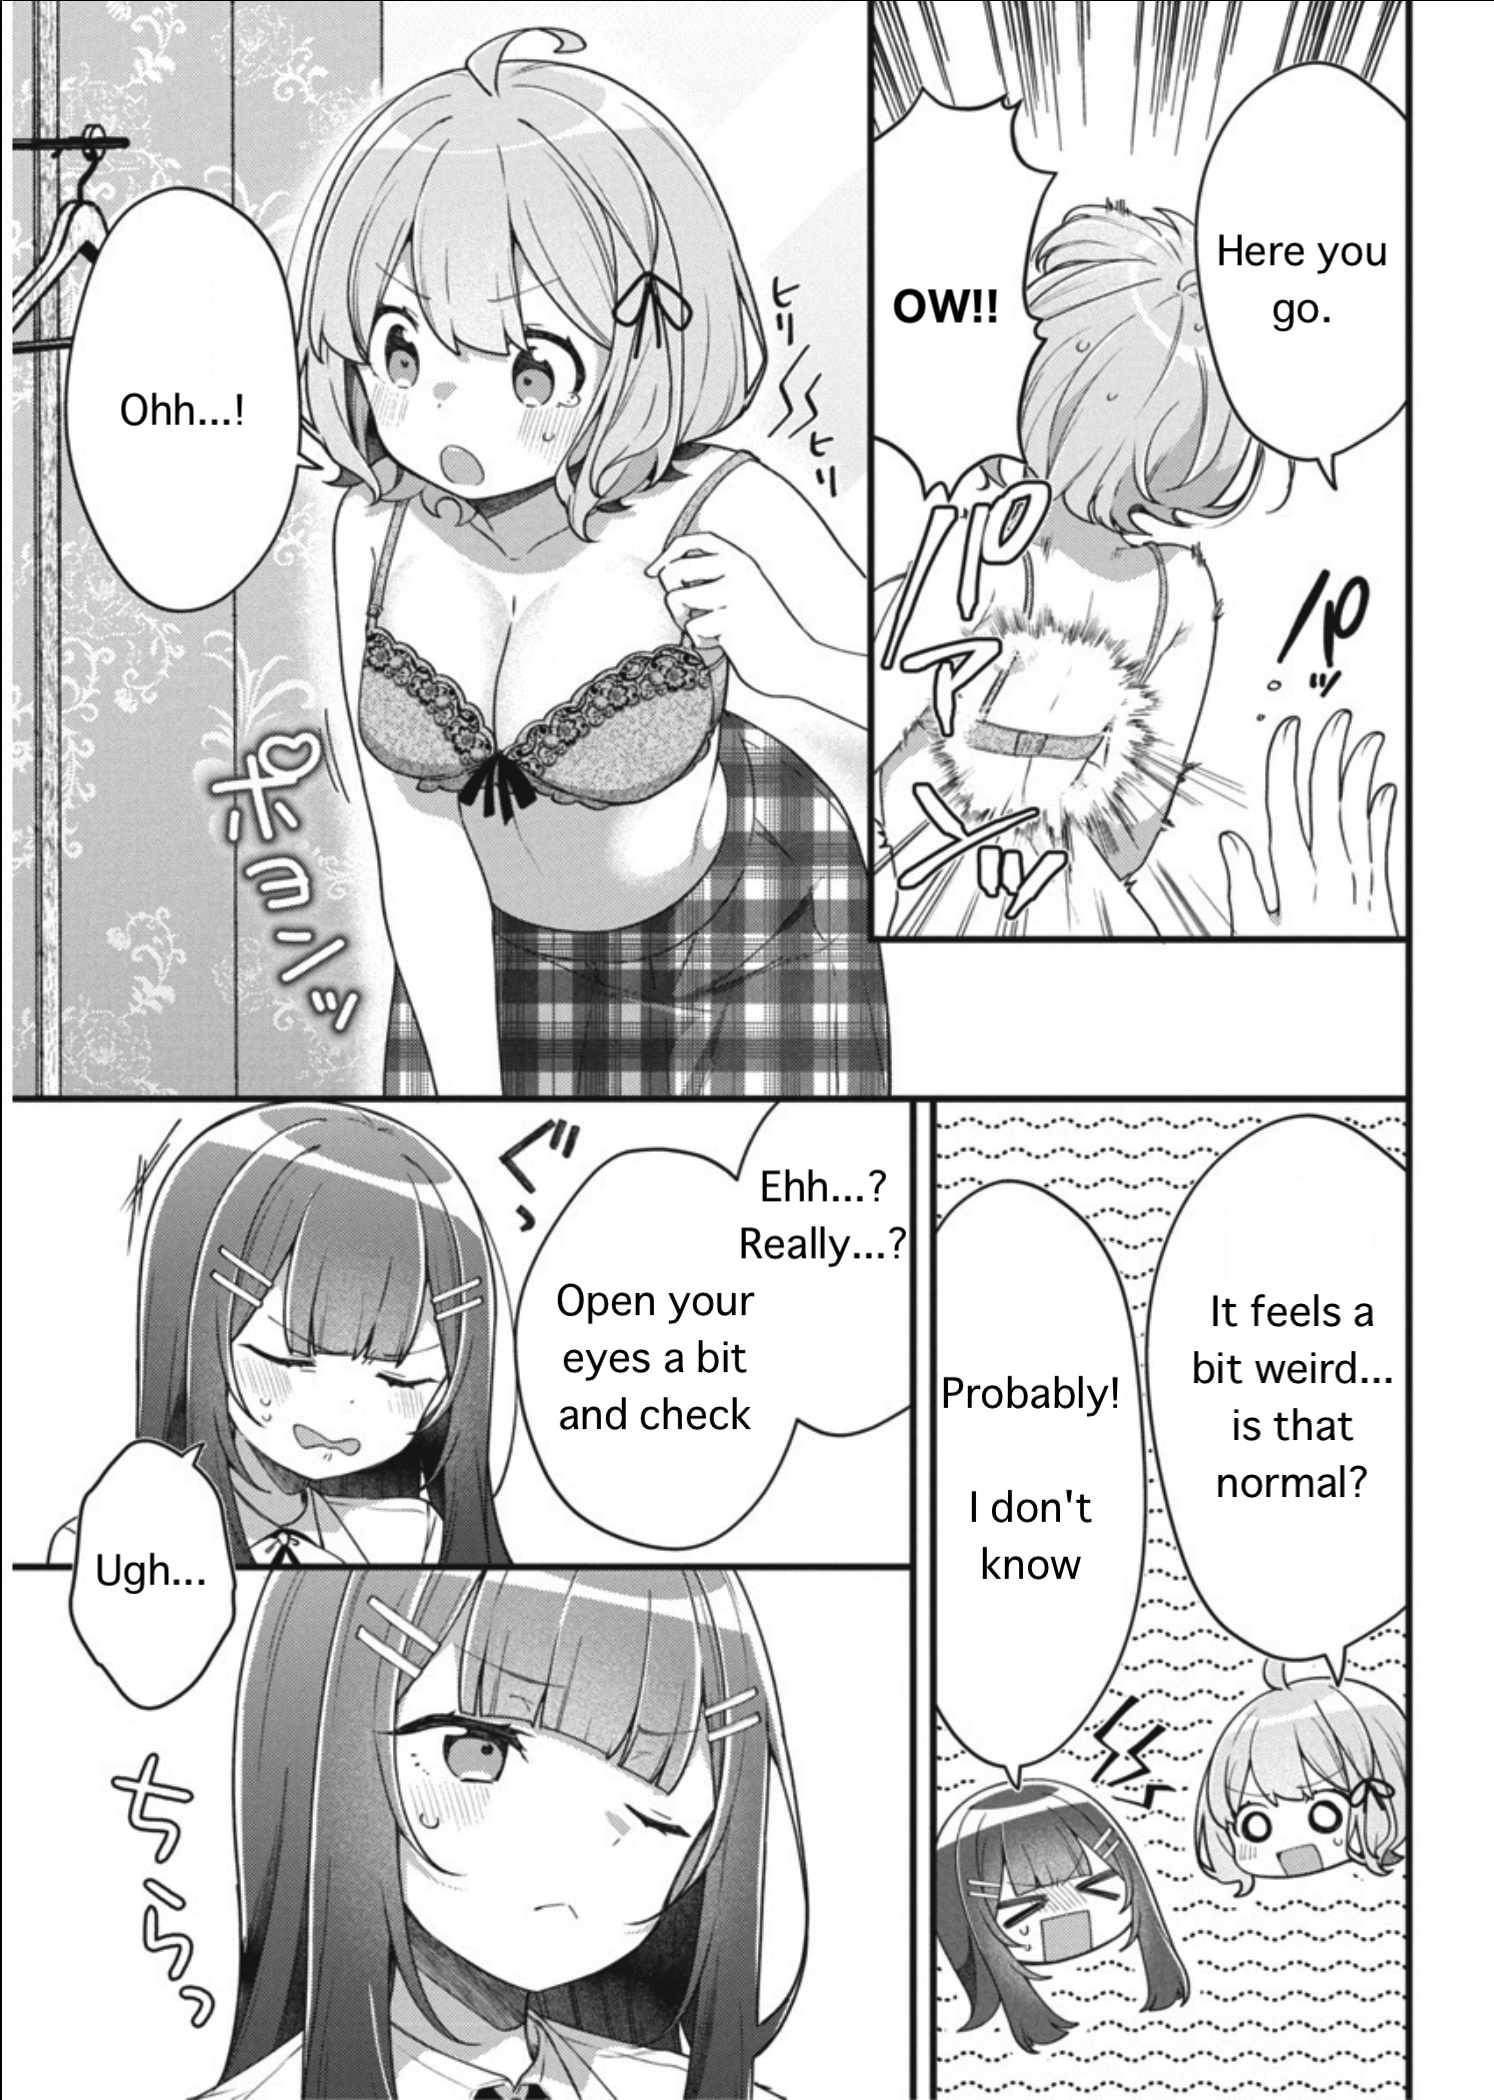 Here you
go.
OW!!
パッ
パァンッ
Ohh...!
ヒリ
ヒリ
ポヨンッ
It feels a
bit weird...
is that
normal?
Probably!
I don't
know
Ehh...?
Really...?
Open your
eyes a bit
and check
ぐっ
Ugh...
ちらっ